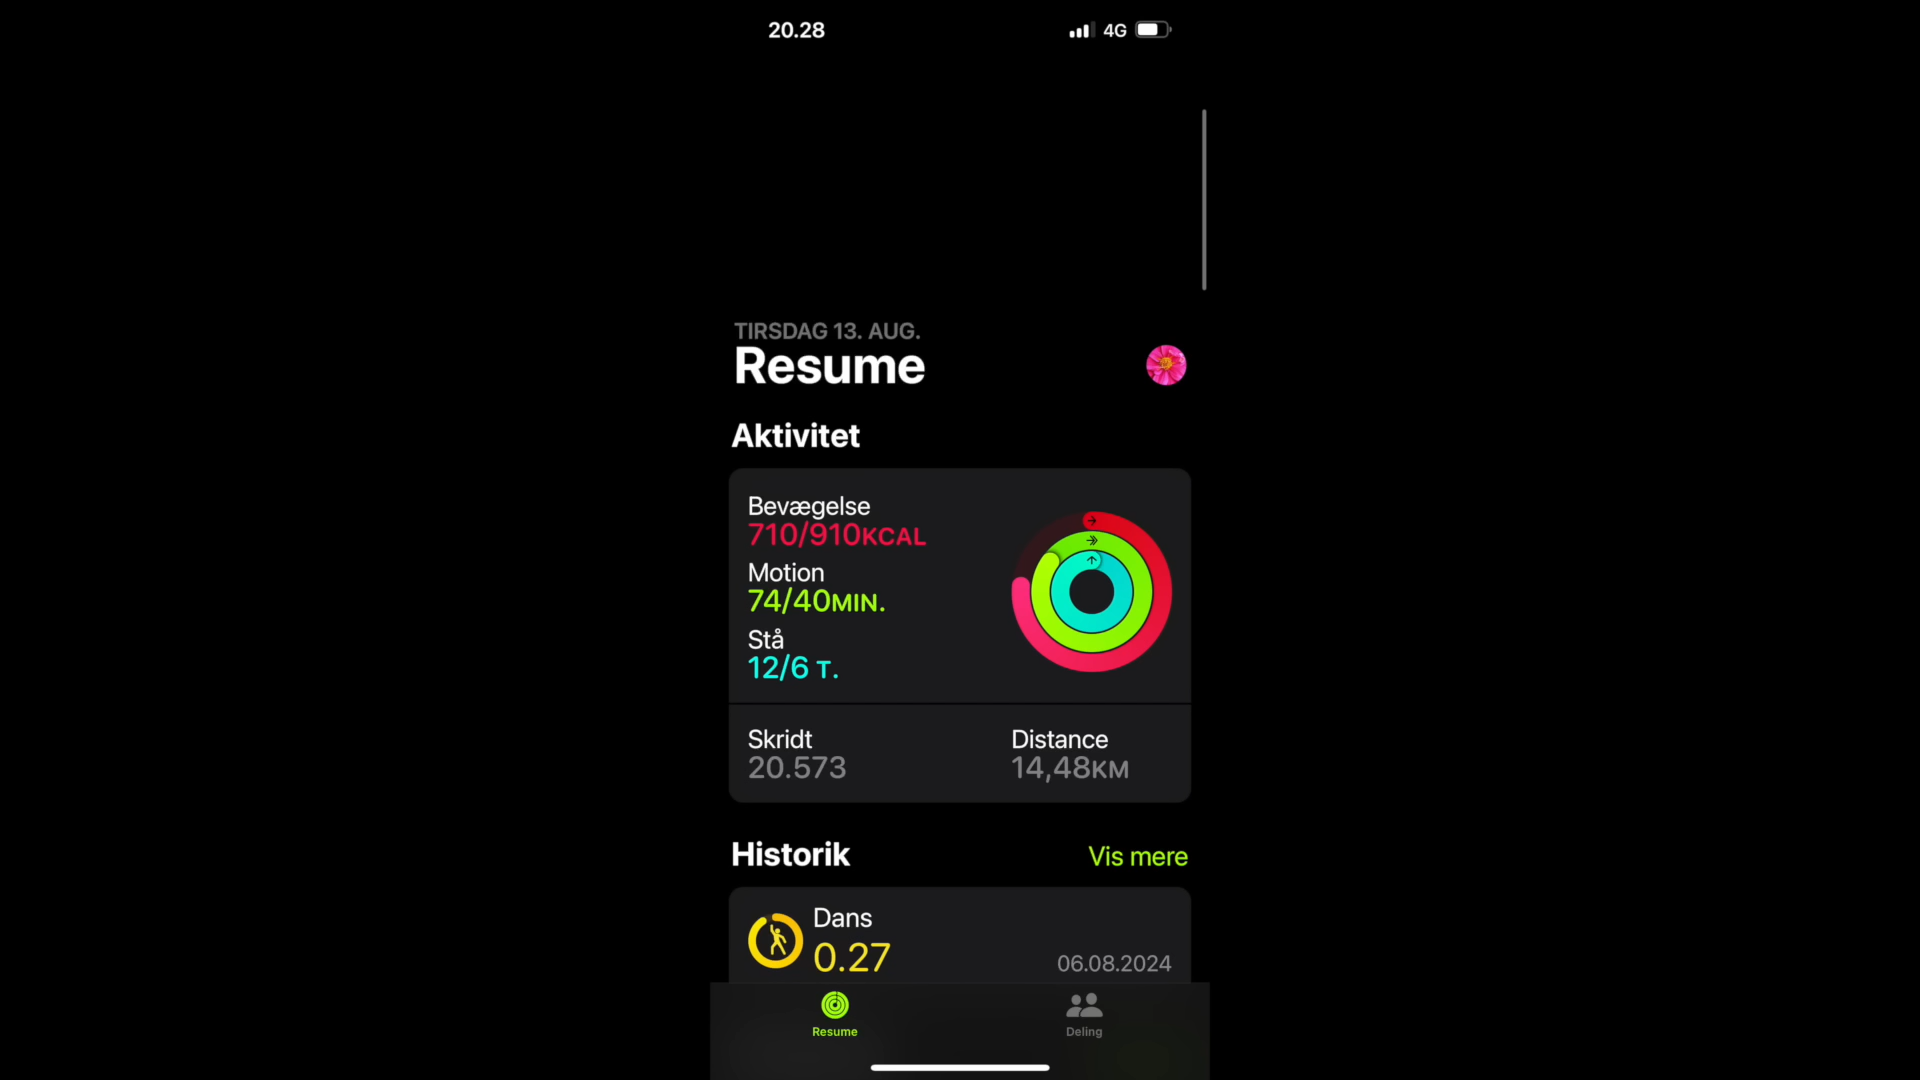 20.28
4G
TIRSDAG 13. AUG.
Resume
Aktivitet
Bevægelse
710/910KCAL
Motion
74/40MIN.
Stå
12/6 T.
Skridt
20.573
Distance
14,48KM
Historik
Vis mere
Dans
0.27
06.08.2024
Resume
Deling